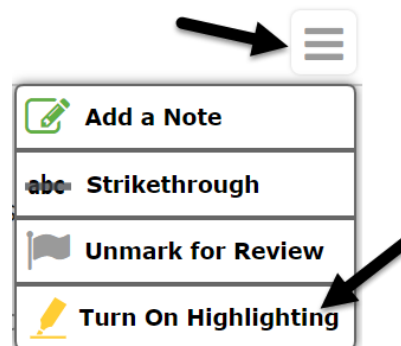 Add a Note
abc Strikethrough
Unmark for Review
Turn On Highlighting